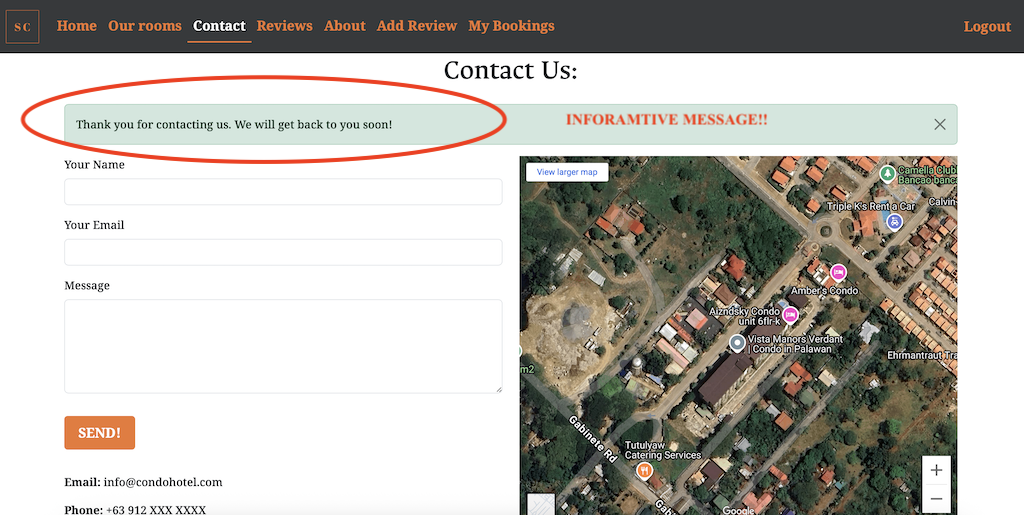 SC Home Our rooms Contact Reviews About Add Review My Bookings Logout
Contact Us:
Thank you for contacting us. We will get back to you soon!
INFORAMTIVE MESSAGE!!
Your Name
Your Email
Message
SEND!
Email: info@condohotel.com
Phone: +63 912 XXX XXXX
View larger map
Camella Club
Bancao banca
Triple K's Rent a Car
Calvin
Amber's Condo
Aizndsky Condo
unit 6flr-k
Vista Manors Verdant
| Condo in Palawan
Ehrmantraut Tra
m2
Gabinete Rd
Tutulyaw
Catering Services
Gab
Google